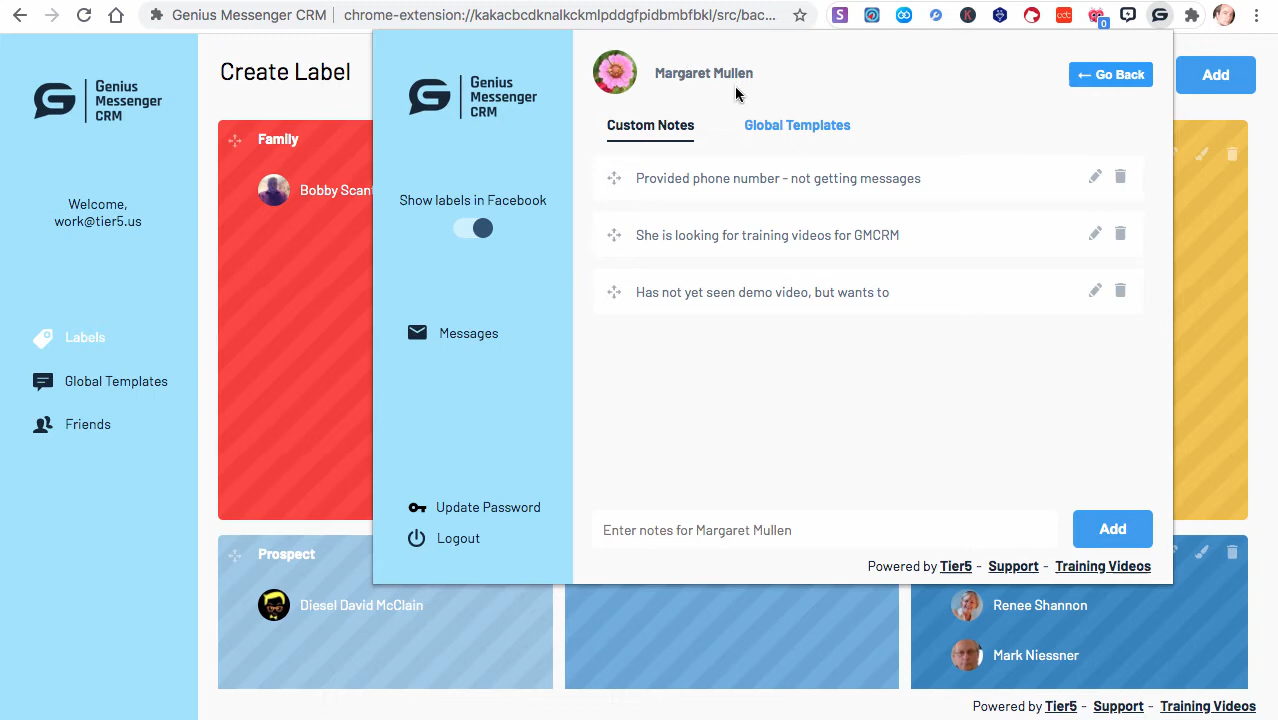 Genius Messenger CRM
chrome-extension://kakacbcdknalkckmlpddgfpidbmbfbkl/src/bac...
0
Genius
Messenger
CRM
Welcome,
work@tier5.us
Labels
Global Templates
Friends
Create Label
Add
Family
Bobby Scant
Genius
Messenger
CRM
Show labels in Facebook
Messages
Update Password
Logout
Margaret Mullen
← Go Back
Custom Notes
Global Templates
Provided phone number - not getting messages
She is looking for training videos for GMCRM
Has not yet seen demo video, but wants to
Enter notes for Margaret Mullen
Add
Powered by Tier5 - Support - Training Videos
Prospect
Diesel David McClain
Renee Shannon
Mark Niessner
Powered by Tier5 - Support - Training Videos